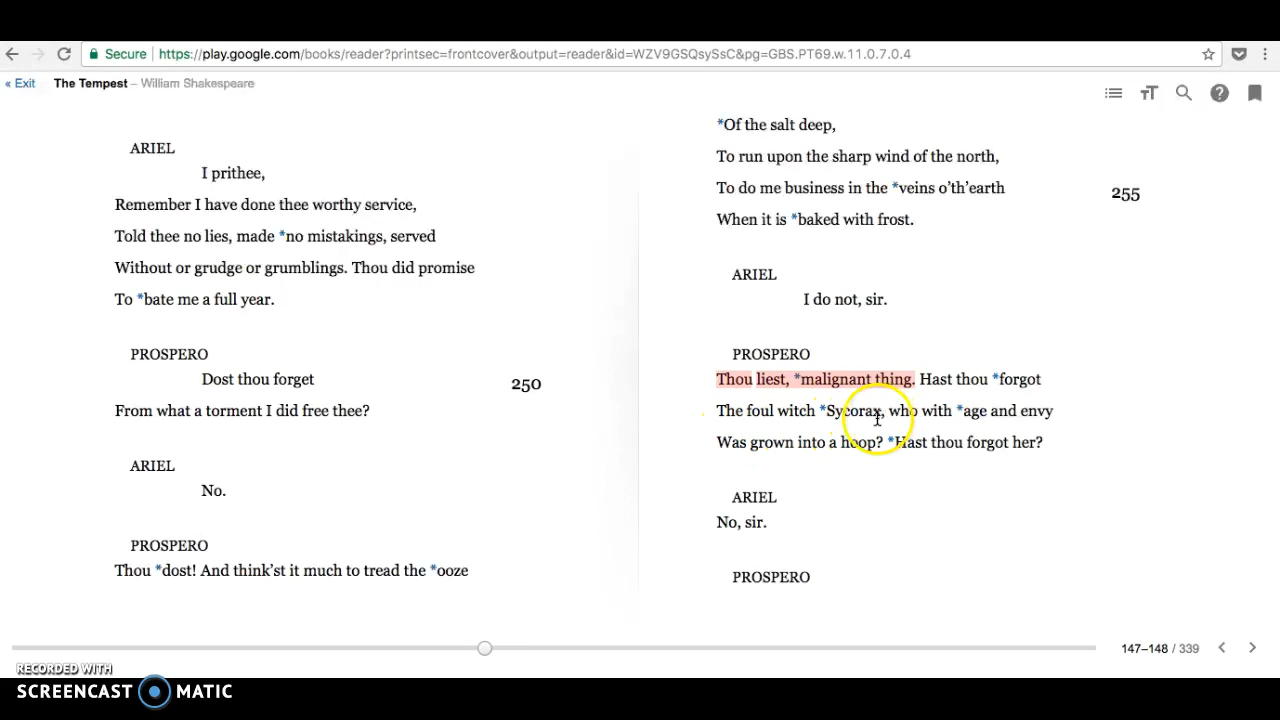 Secure https://play.google.com/books/reader?printsec=frontcover&output=reader&id=WZV9GSQsySsC&pg=GBS.PT69.w.11.0.7.0.4
« Exit The Tempest – William Shakespeare
ARIEL
I prithee,
Remember I have done thee worthy service,
Told thee no lies, made *no mistakings, served
Without or grudge or grumblings. Thou did promise
To *bate me a full year.
PROSPERO
Dost thou forget 250
From what a torment I did free thee?
ARIEL
No.
PROSPERO
Thou *dost! And think’st it much to tread the *ooze
*Of the salt deep,
To run upon the sharp wind of the north,
To do me business in the *veins o’th’earth 255
When it is *baked with frost.
ARIEL
I do not, sir.
PROSPERO
Thou liest, *malignant thing. Hast thou *forgot
The foul witch *Sycorax, who with *age and envy
Was grown into a hoop? *Hast thou forgot her?
ARIEL
No, sir.
PROSPERO
147–148 / 339
RECORDED WITH
SCREENCAST MATIC